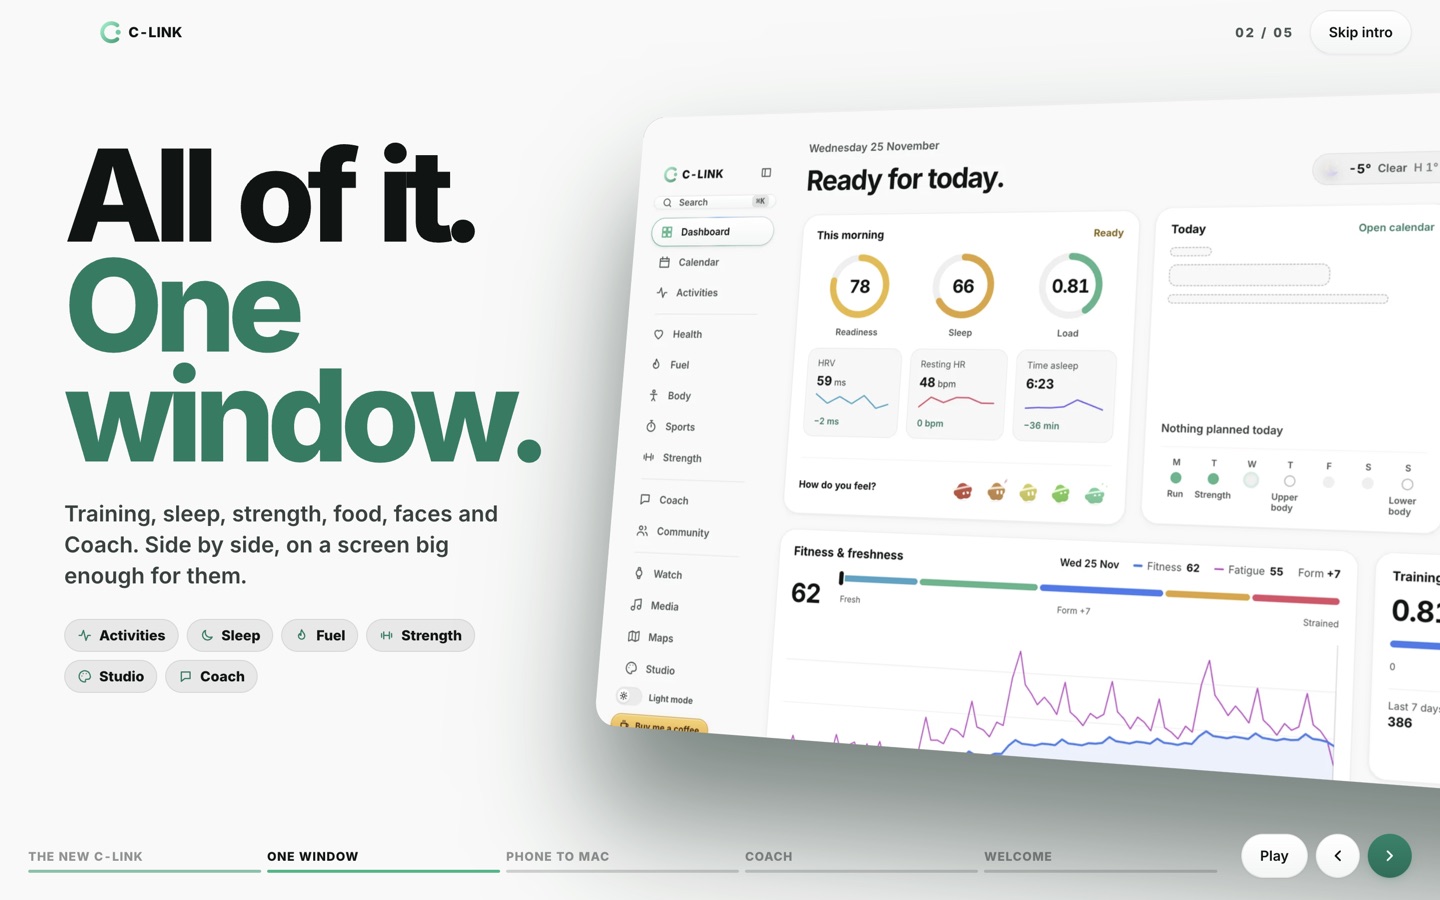 C-LINK
02 / 05
Skip intro
All of it.
One
window.
Training, sleep, strength, food, faces and
Coach. Side by side, on a screen big
enough for them.
Activities
Sleep
Fuel
Strength
Studio
Coach
C-LINK
Search
⌘K
Dashboard
Calendar
Activities
Health
Fuel
Body
Sports
Strength
Coach
Community
Watch
Media
Maps
Studio
Light mode
Buy me a coffee
Wednesday 25 November
Ready for today.
-5° Clear H 1°
This morning
Ready
78
66
0.81
Readiness
Sleep
Load
HRV
59 ms
−2 ms
Resting HR
48 bpm
0 bpm
Time asleep
6:23
−36 min
How do you feel?
Today
Open calendar
Nothing planned today
M T W T F S S
Run
Strength
Upper
body
Lower
body
Fitness & freshness
Wed 25 Nov
Fitness 62
Fatigue 55
Form +7
62
Fresh
Form +7
Strained
Training
0.81
0
Last 7 days
386
THE NEW C-LINK
ONE WINDOW
PHONE TO MAC
COACH
WELCOME
Play